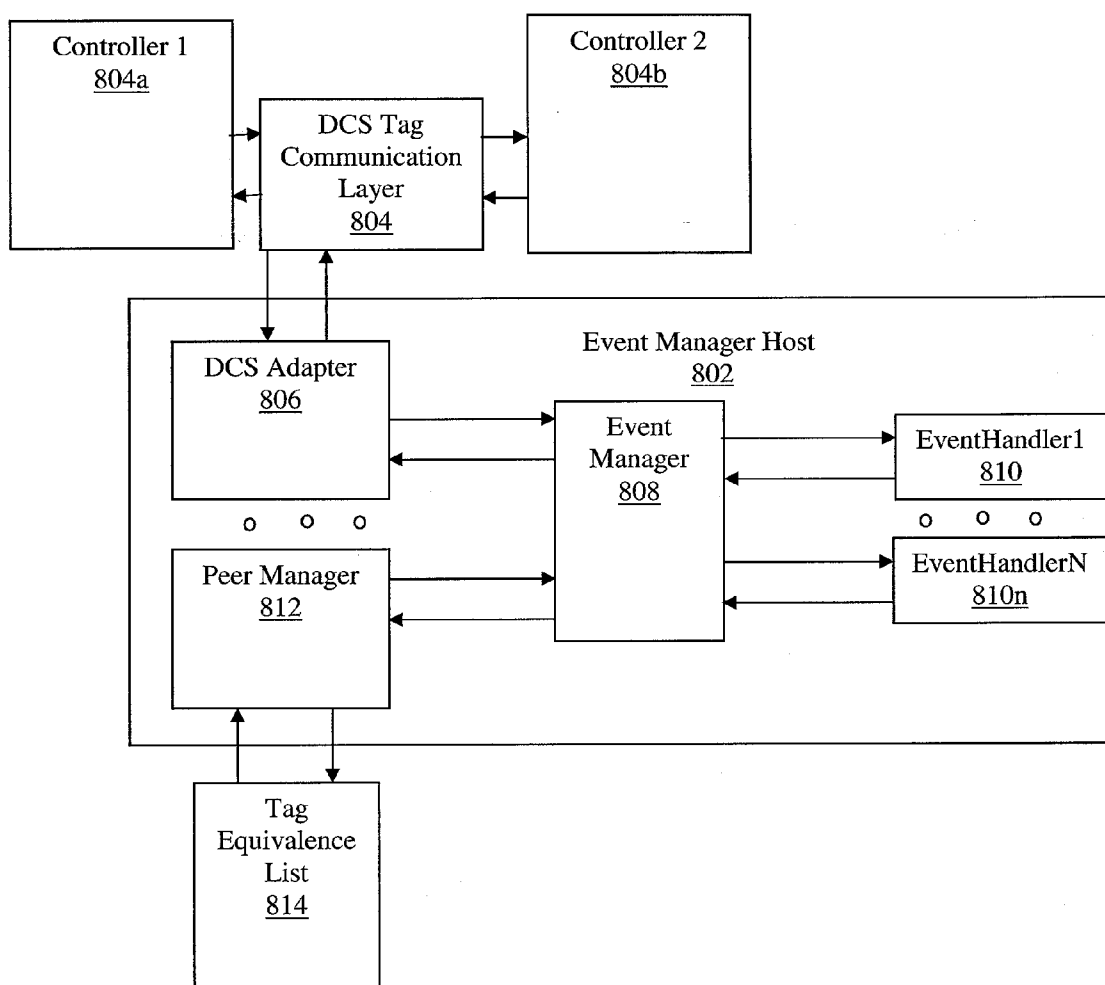 Controller 1
804a
Controller 2
804b
DCS Tag
Communication
Layer
804
Event Manager Host
802
DCS Adapter
806
Event
Manager
808
EventHandler1
810
Peer Manager
812
EventHandlerN
810n
Tag
Equivalence
List
814